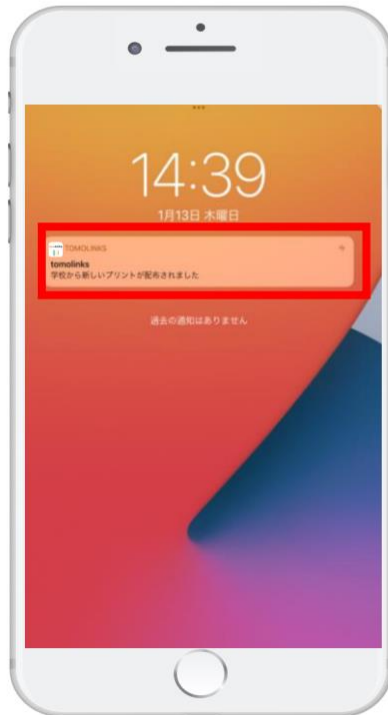 14:39
1月13日 木曜日
TOMOLINKS 今
tomolinks
学校から新しいプリントが配布されました
過去の通知はありません